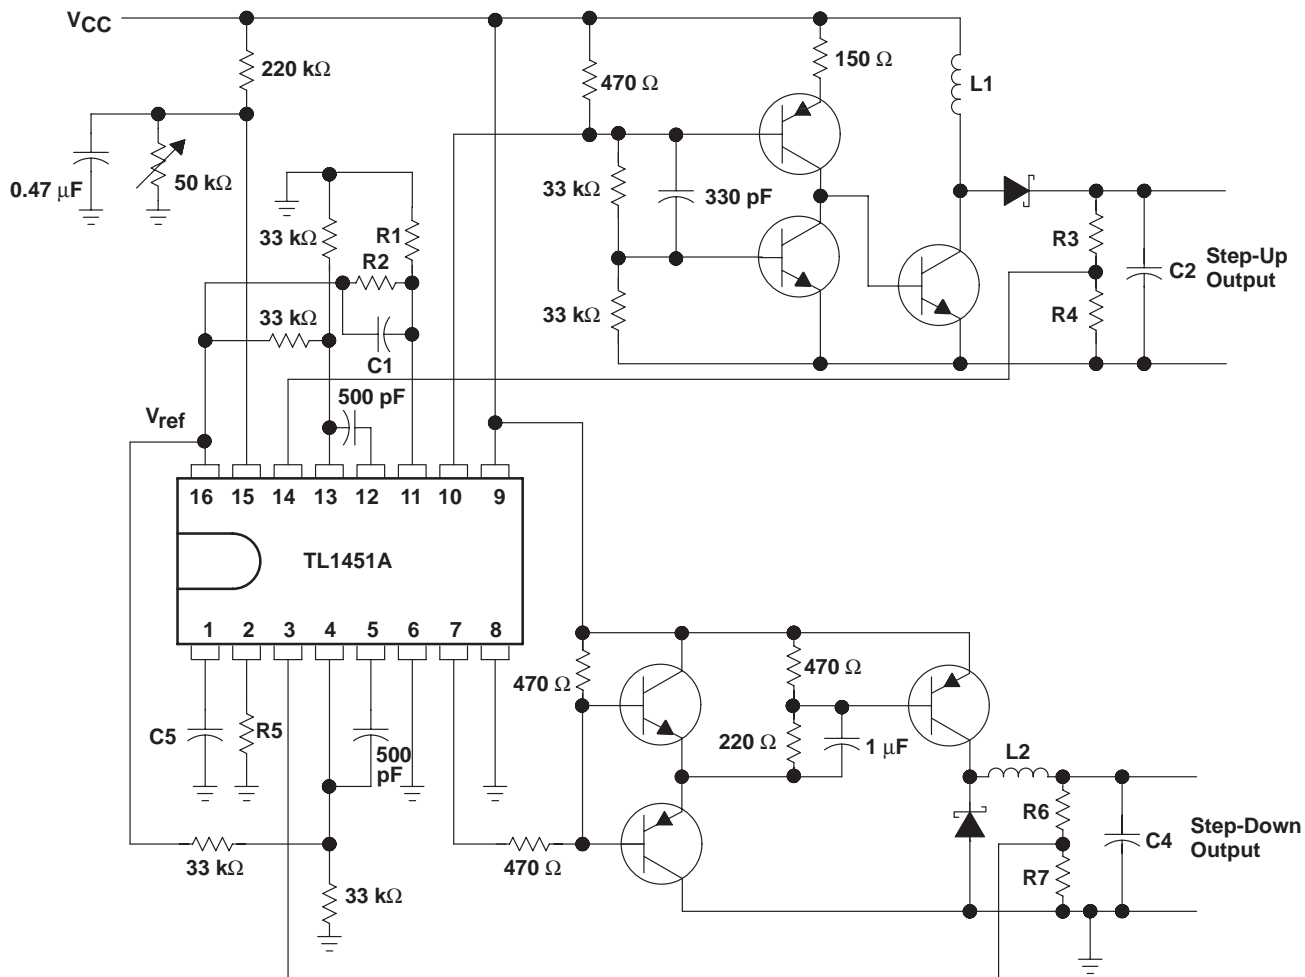 VCC
220 kΩ
470 Ω
150 Ω
L1
0.47 μF
50 kΩ
33 kΩ
R1
R2
33 kΩ
C1
33 kΩ
330 pF
33 kΩ
R3
R4
C2
Step-Up
Output
500 pF
Vref
16 15 14 13 12 11 10 9
TL1451A
1 2 3 4 5 6 7 8
C5
R5
500
pF
470 Ω
470 Ω
220 Ω
1 μF
L2
R6
R7
C4
Step-Down
Output
33 kΩ
33 kΩ
470 Ω